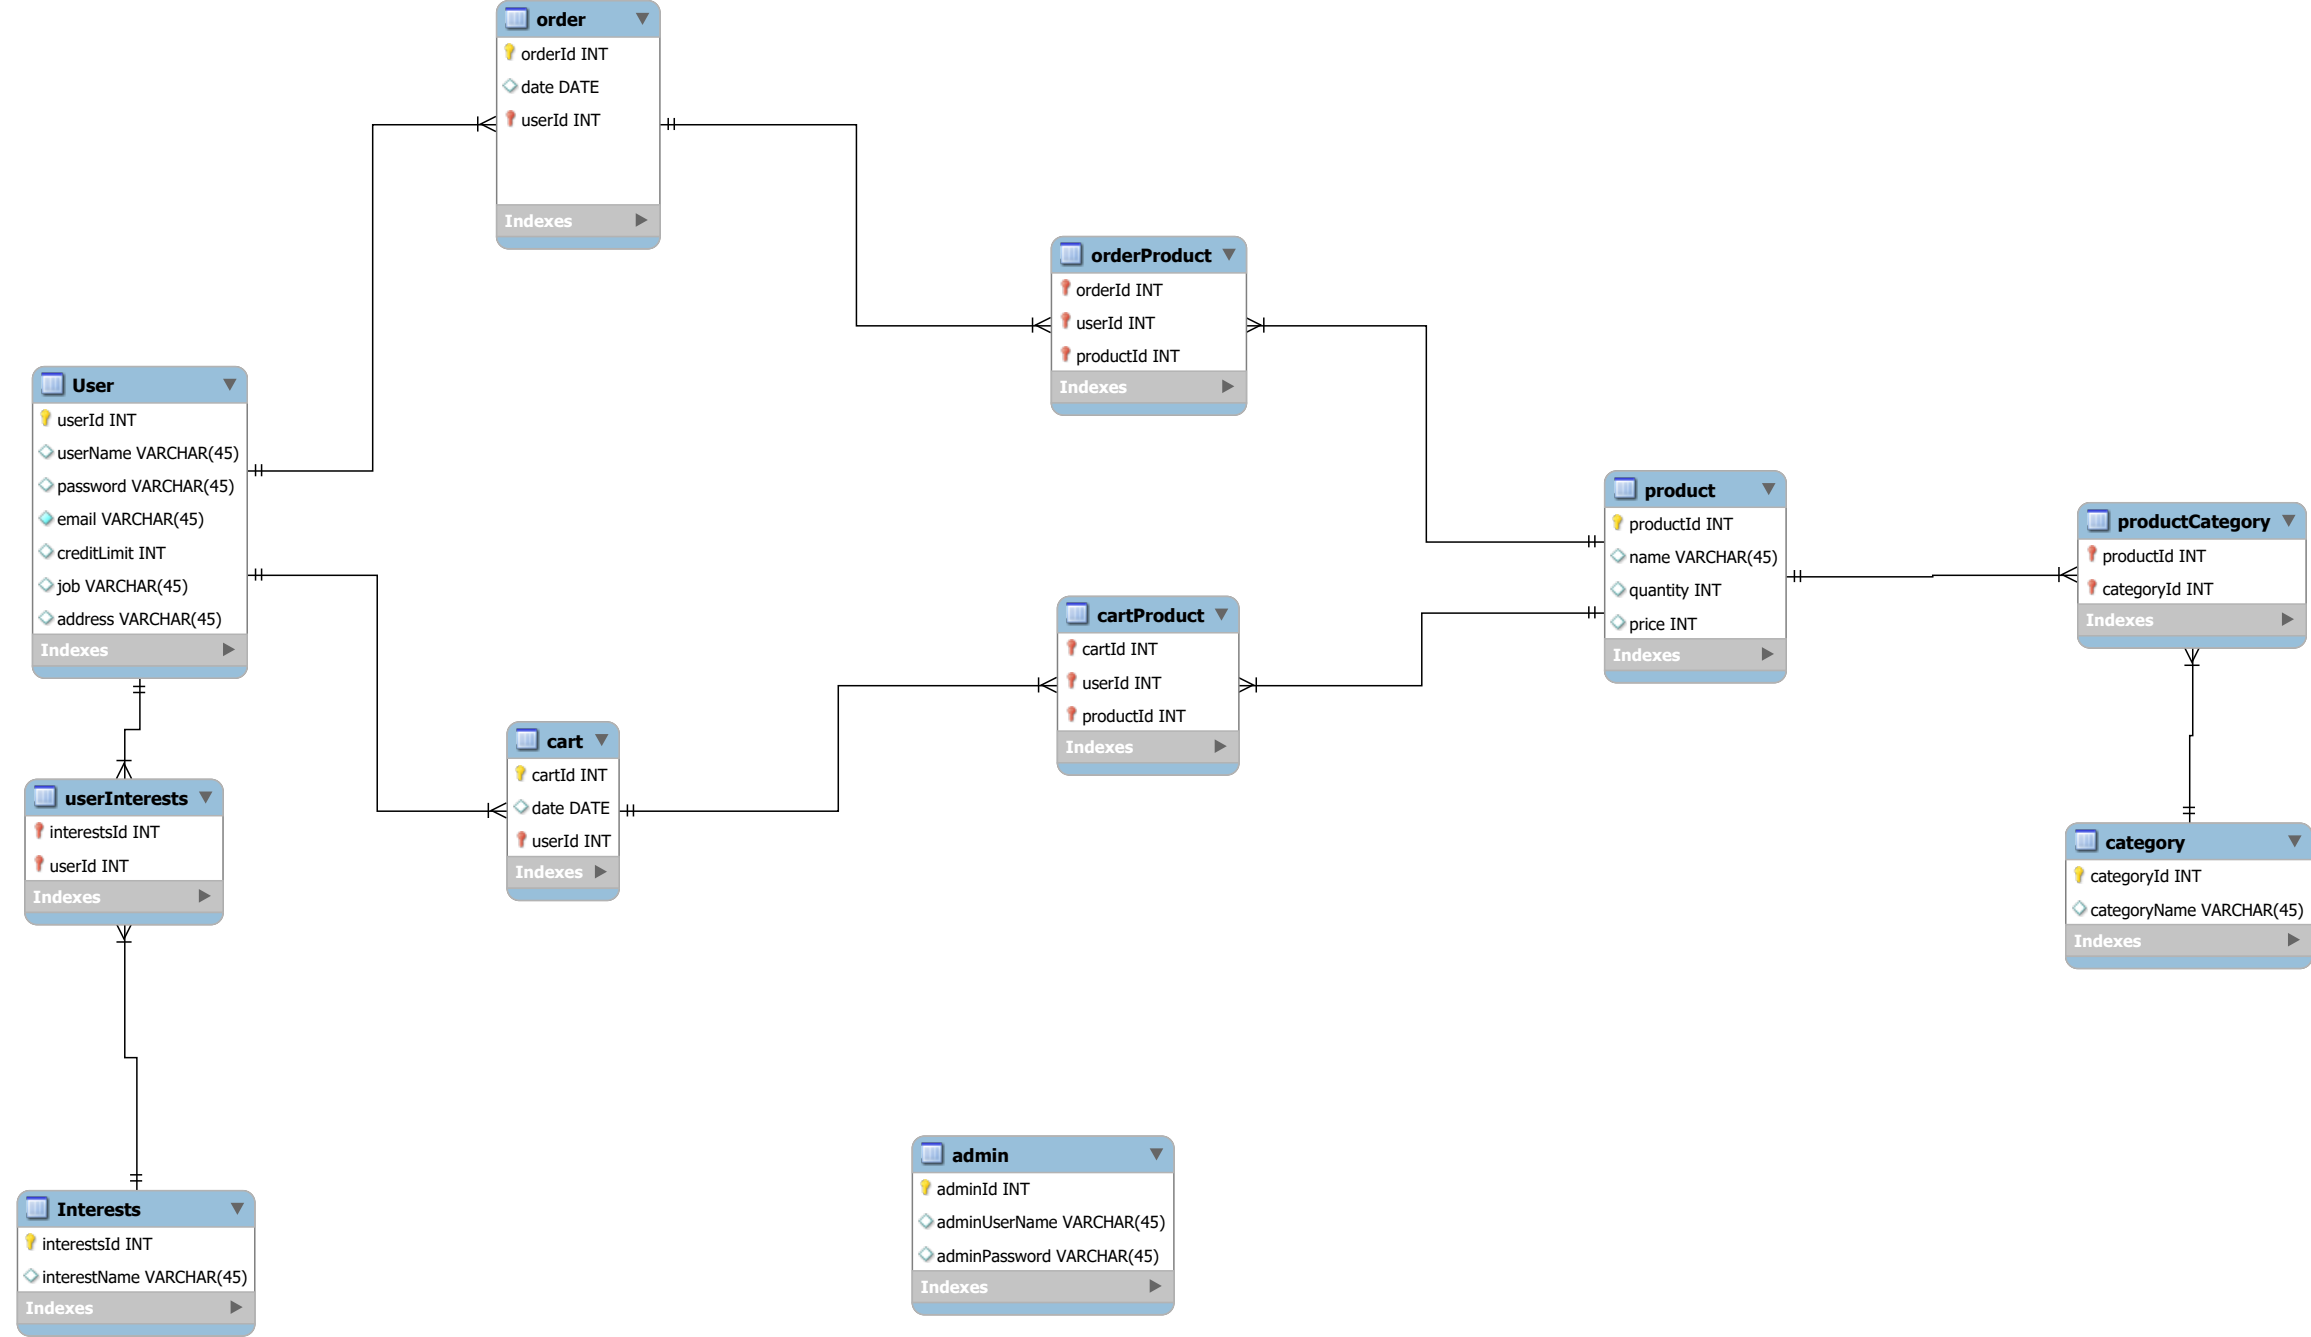 order
orderId INT
date DATE
userId INT
Indexes
orderProduct
orderId INT
userId INT
productId INT
Indexes
User
userId INT
userName VARCHAR(45)
password VARCHAR(45)
email VARCHAR(45)
creditLimit INT
job VARCHAR(45)
address VARCHAR(45)
Indexes
product
productId INT
name VARCHAR(45)
quantity INT
price INT
Indexes
productCategory
productId INT
categoryId INT
Indexes
cartProduct
cartId INT
userId INT
productId INT
Indexes
cart
cartId INT
date DATE
userId INT
Indexes
userInterests
interestsId INT
userId INT
Indexes
category
categoryId INT
categoryName VARCHAR(45)
Indexes
admin
adminId INT
adminUserName VARCHAR(45)
adminPassword VARCHAR(45)
Indexes
Interests
interestsId INT
interestName VARCHAR(45)
Indexes